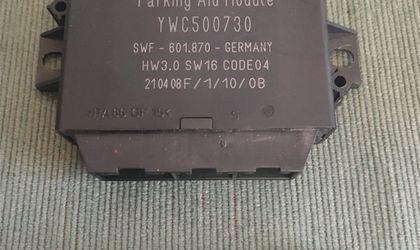 Parking Aid Module
YWC500730
SWF - 601.870 - GERMANY
HW3.0 SW16 CODE04
210408F/1/10/0B